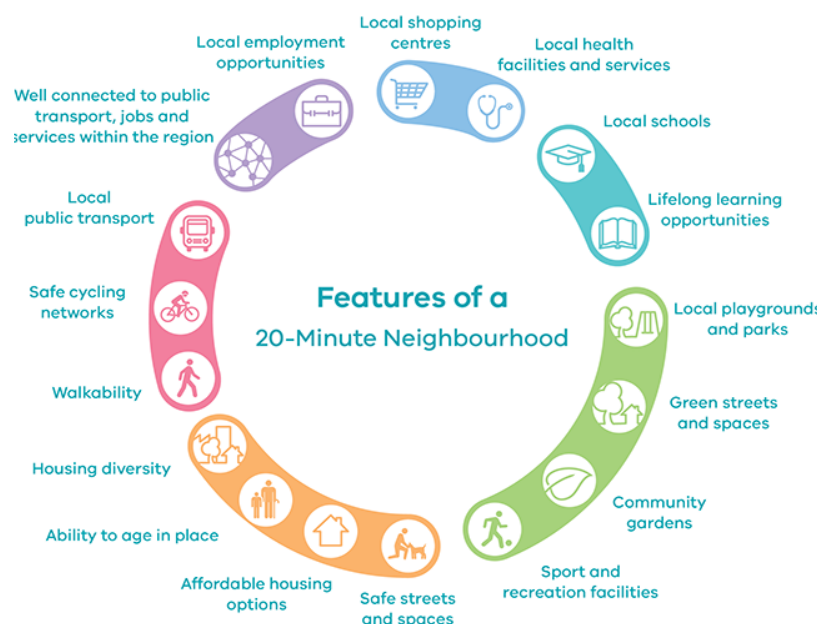 Features of a
20-Minute Neighbourhood
Local shopping
centres
Local health
facilities and services
Local schools
Lifelong learning
opportunities
Local playgrounds
and parks
Green streets
and spaces
Community
gardens
Sport and
recreation facilities
Safe streets
and spaces
Affordable housing
options
Ability to age in place
Housing diversity
Walkability
Safe cycling
networks
Local
public transport
Well connected to public
transport, jobs and
services within the region
Local employment
opportunities